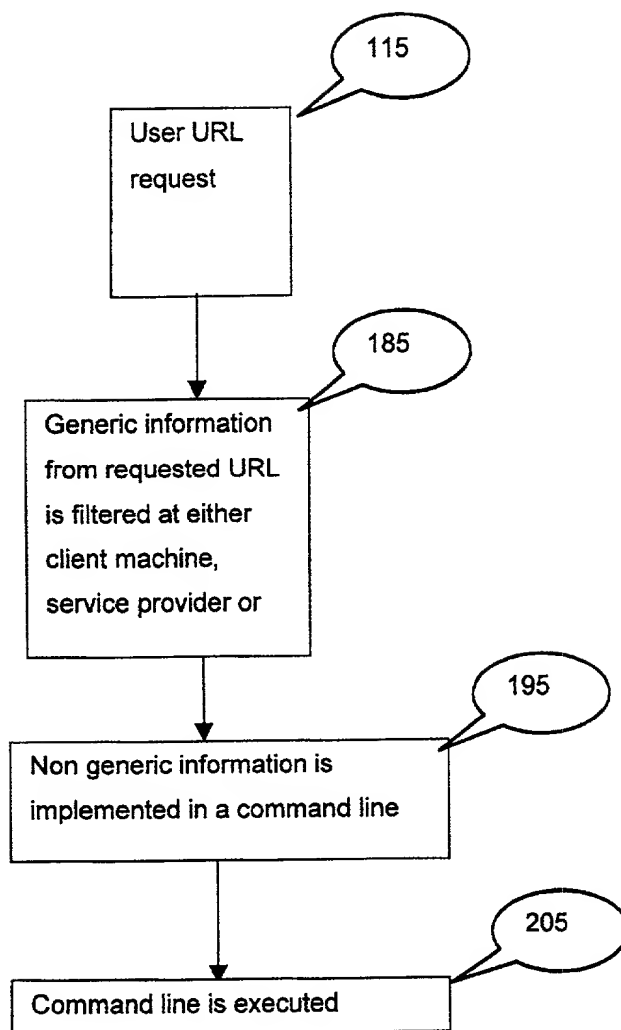 115
User URL
request
185
Generic information
from requested URL
is filtered at either
client machine,
service provider or
195
Non generic information is
implemented in a command line
205
Command line is executed